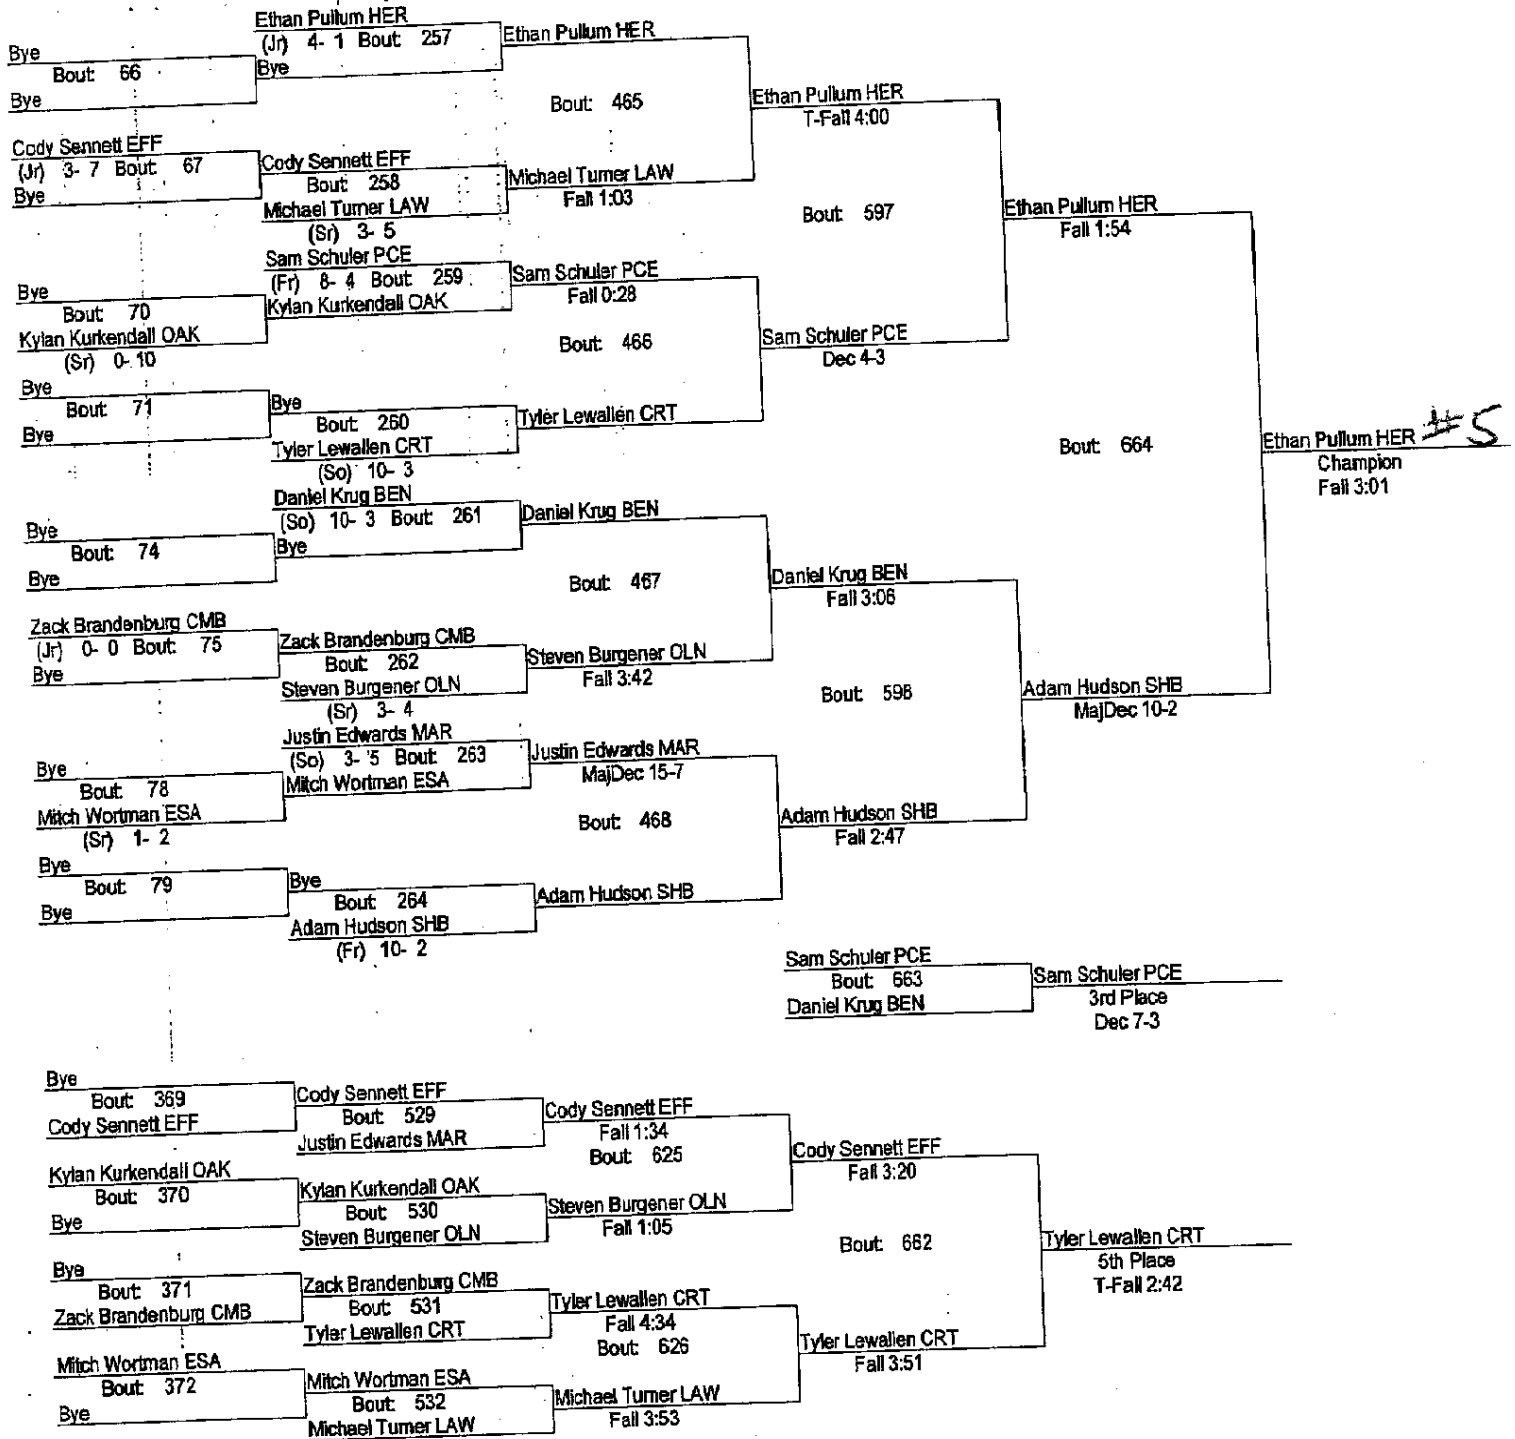 Ethan Pullum HER
(Jr) 4- 1 Bout: 257
Bye
Ethan Pullum HER
Bye
Bout: 66
Bye
Bout: 465
Ethan Pullum HER
T-Fall 4:00
Cody Sennett EFF
(Jr) 3- 7 Bout: 67
Bye
Cody Sennett EFF
Bout: 258
Michael Turner LAW
(Sr) 3- 5
Michael Turner LAW
Fall 1:03
Bout: 597
Ethan Pullum HER
Fall 1:54
Sam Schuler PCE
(Fr) 8- 4 Bout: 259
Kylan Kurkendall OAK
Sam Schuler PCE
Fall 0:28
Bye
Bout: 70
Kylan Kurkendall OAK
(Sr) 0- 10
Bout: 466
Sam Schuler PCE
Dec 4-3
Bye
Bout: 71
Bye
Bye
Bout: 260
Tyler Lewallen CRT
(So) 10- 3
Tyler Lewallen CRT
Bout: 664
Ethan Pullum HER #5
Champion
Fall 3:01
Daniel Krug BEN
(So) 10- 3 Bout: 261
Bye
Daniel Krug BEN
Bye
Bout: 74
Bye
Bout: 467
Daniel Krug BEN
Fall 3:06
Zack Brandenburg CMB
(Jr) 0- 0 Bout: 75
Bye
Zack Brandenburg CMB
Bout: 262
Steven Burgener OLN
(Sr) 3- 4
Steven Burgener OLN
Fall 3:42
Bout: 598
Adam Hudson SHB
MajDec 10-2
Justin Edwards MAR
(So) 3- 5 Bout: 263
Mitch Wortman ESA
Justin Edwards MAR
MajDec 15-7
Bye
Bout: 78
Mitch Wortman ESA
(Sr) 1- 2
Bout: 468
Adam Hudson SHB
Fall 2:47
Bye
Bout: 79
Bye
Bye
Bout: 264
Adam Hudson SHB
(Fr) 10- 2
Adam Hudson SHB
Sam Schuler PCE
Bout: 663
Daniel Krug BEN
Sam Schuler PCE
3rd Place
Dec 7-3
Bye
Bout: 369
Cody Sennett EFF
Cody Sennett EFF
Bout: 529
Justin Edwards MAR
Cody Sennett EFF
Fall 1:34
Bout: 625
Cody Sennett EFF
Fall 3:20
Kylan Kurkendall OAK
Bout: 370
Bye
Kylan Kurkendall OAK
Bout: 530
Steven Burgener OLN
Steven Burgener OLN
Fall 1:05
Bout: 662
Tyler Lewallen CRT
5th Place
T-Fall 2:42
Bye
Bout: 371
Zack Brandenburg CMB
Zack Brandenburg CMB
Bout: 531
Tyler Lewallen CRT
Tyler Lewallen CRT
Fall 4:34
Bout: 626
Tyler Lewallen CRT
Fall 3:51
Mitch Wortman ESA
Bout: 372
Bye
Mitch Wortman ESA
Bout: 532
Michael Turner LAW
Michael Turner LAW
Fall 3:53